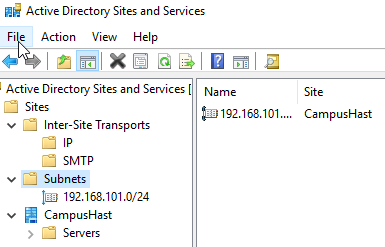 Active Directory Sites and Services
File Action View Help
Active Directory Sites and Services [
Name Site
Sites
192.168.101.... CampusHast
Inter-Site Transports
IP
SMTP
Subnets
192.168.101.0/24
CampusHast
Servers